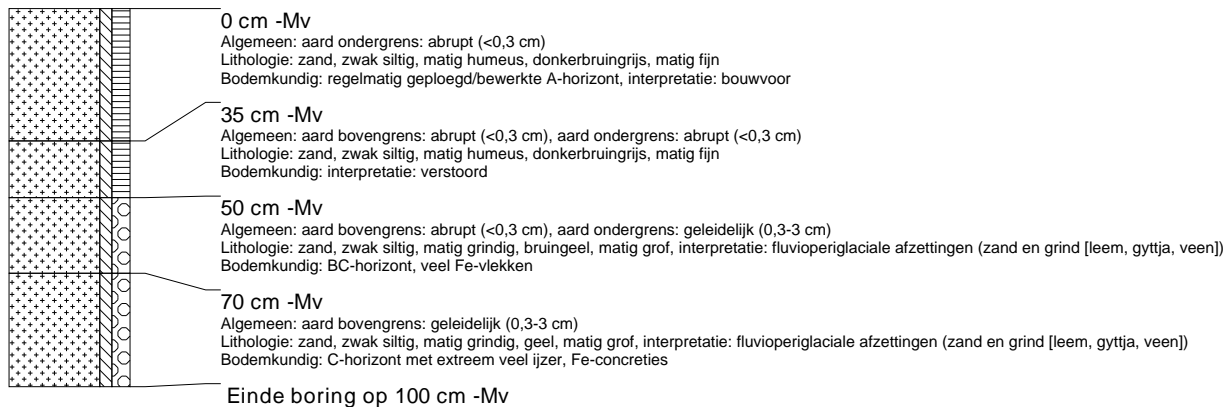 0 cm -Mv
Algemeen: aard ondergrens: abrupt (<0,3 cm)
Lithologie: zand, zwak siltig, matig humeus, donkerbruingrijs, matig fijn
Bodemkundig: regelmatig geploegd/bewerkte A-horizont, interpretatie: bouwvoor
35 cm -Mv
Algemeen: aard bovengrens: abrupt (<0,3 cm), aard ondergrens: abrupt (<0,3 cm)
Lithologie: zand, zwak siltig, matig humeus, donkerbruingrijs, matig fijn
Bodemkundig: interpretatie: verstoord
50 cm -Mv
Algemeen: aard bovengrens: abrupt (<0,3 cm), aard ondergrens: geleidelijk (0,3-3 cm)
Lithologie: zand, zwak siltig, matig grindig, bruingeel, matig grof, interpretatie: fluvioperiglaciale afzettingen (zand en grind [leem, gyttja, veen])
Bodemkundig: BC-horizont, veel Fe-vlekken
70 cm -Mv
Algemeen: aard bovengrens: geleidelijk (0,3-3 cm)
Lithologie: zand, zwak siltig, matig grindig, geel, matig grof, interpretatie: fluvioperiglaciale afzettingen (zand en grind [leem, gyttja, veen])
Bodemkundig: C-horizont met extreem veel ijzer, Fe-concreties
Einde boring op 100 cm -Mv